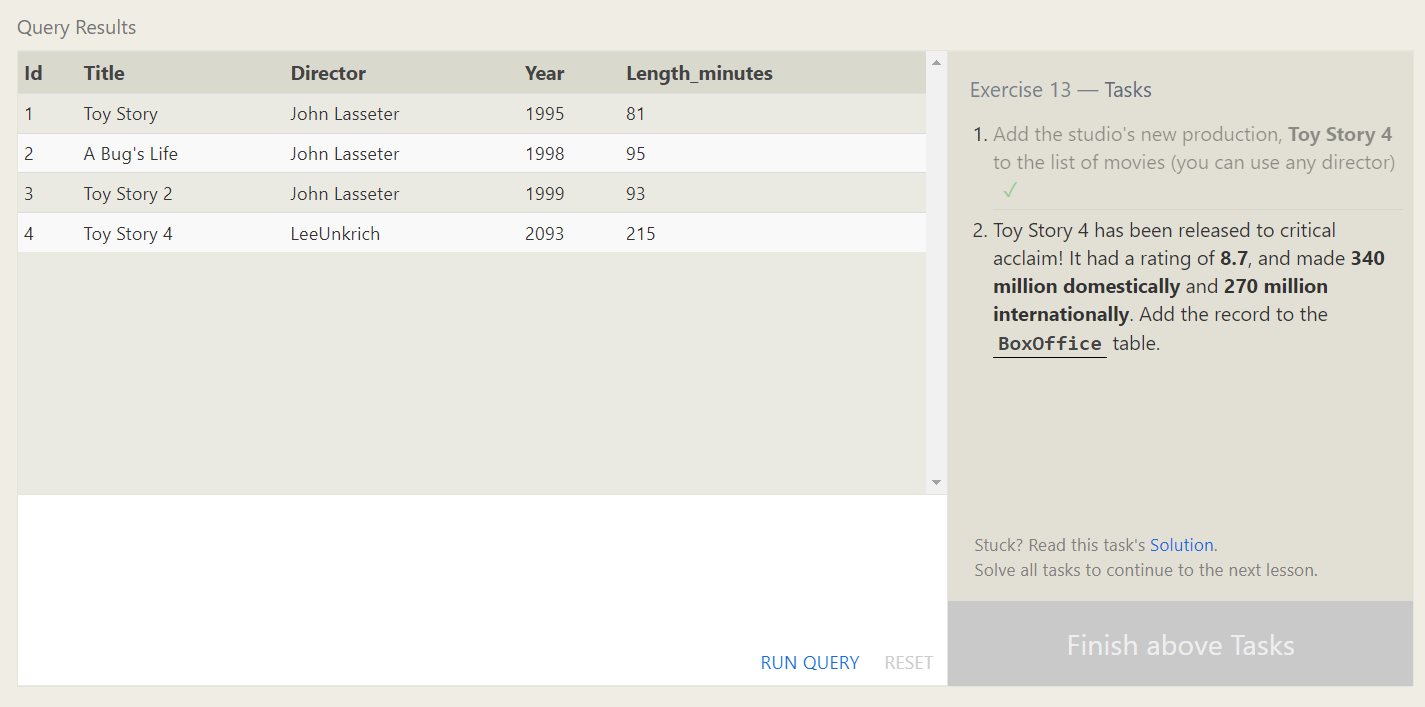 Query Results
Id Title Director Year Length_minutes
1 Toy Story John Lasseter 1995 81
2 A Bug's Life John Lasseter 1998 95
3 Toy Story 2 John Lasseter 1999 93
4 Toy Story 4 LeeUnkrich 2093 215
RUN QUERY RESET
Exercise 13 — Tasks
1. Add the studio's new production, Toy Story 4
to the list of movies (you can use any director)
✓
2. Toy Story 4 has been released to critical
acclaim! It had a rating of 8.7, and made 340
million domestically and 270 million
internationally. Add the record to the
BoxOffice table.
Stuck? Read this task's Solution.
Solve all tasks to continue to the next lesson.
Finish above Tasks